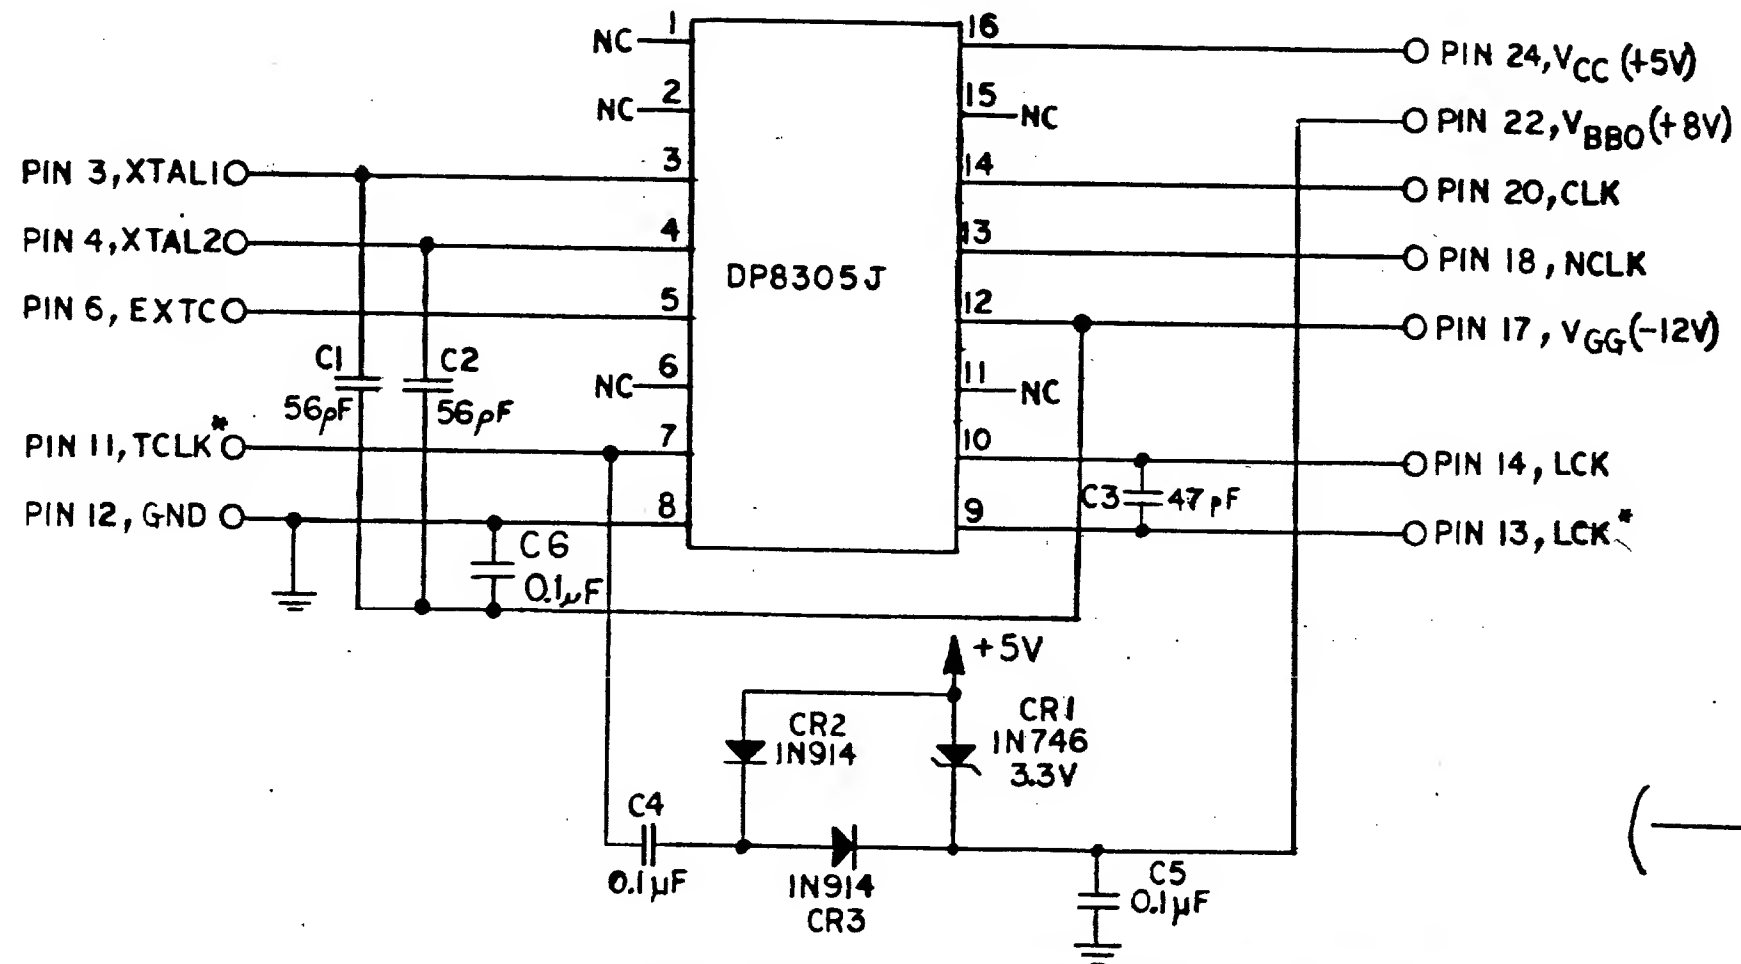 NC 1
NC 2
PIN 3, XTAL1 3
PIN 4, XTAL2 4
PIN 6, EXTC 5
C1
56pF
C2
56pF
NC 6
PIN 11, TCLK* 7
PIN 12, GND 8
C6
0.1µF
DP8305J
16 PIN 24, VCC (+5V)
15 NC
PIN 22, VBBO (+8V)
14 PIN 20, CLK
13 PIN 18, NCLK
12 PIN 17, VGG (-12V)
11 NC
10 PIN 14, LCK
C3 47pF
9 PIN 13, LCK*
+5V
CR2
1N914
CR1
1N746
3.3V
C4
0.1µF
1N914
CR3
C5
0.1µF